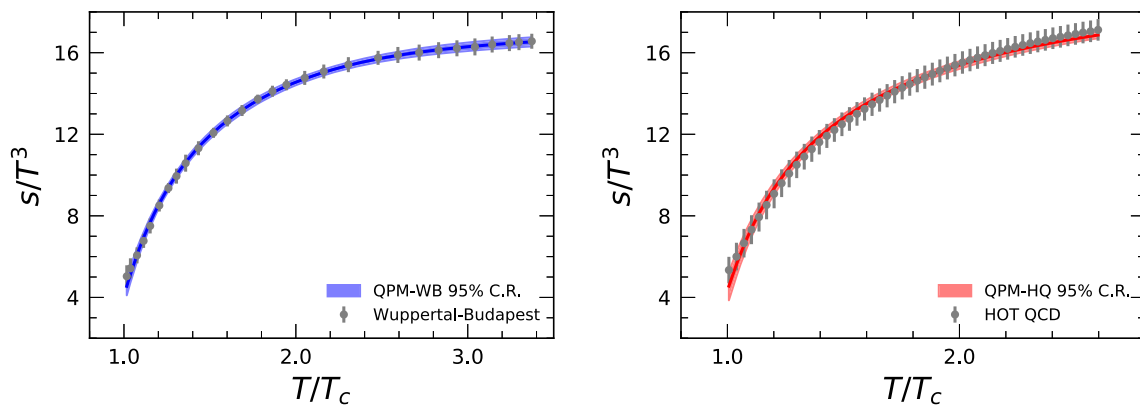 s/T³
16
12
8
4
QPM-WB 95% C.R.
Wuppertal-Budapest
1.0
2.0
3.0
T/T_c
s/T³
16
12
8
4
QPM-HQ 95% C.R.
HOT QCD
1.0
2.0
T/T_c